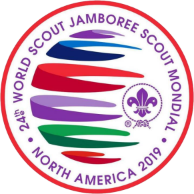 24th WORLD SCOUT JAMBOREE SCOUT MONDIAL
• NORTH AMERICA 2019 •
®